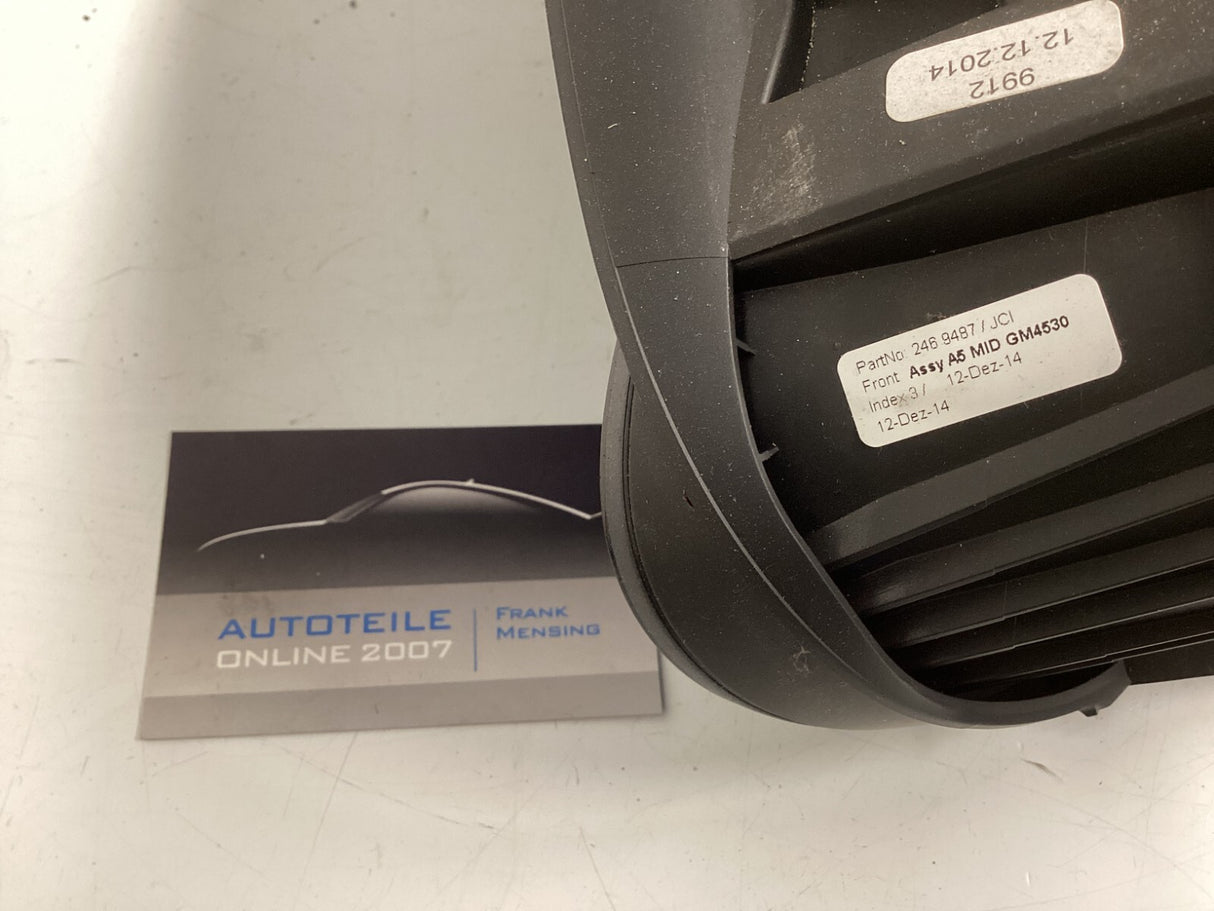 12.12.2014
9912
PartNo: 246 9487 / JCI
Front Assy A5 MID GM4530
Index 3 / 12-Dez-14
12-Dez-14
AUTOTEILE
ONLINE 2007
FRANK
MENSING